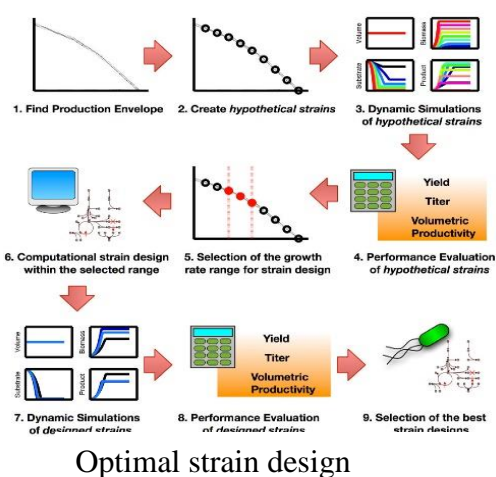 1. Find Production Envelope
2. Create hypothetical strains
Volume
Biomass
Substrate
Product
3. Dynamic Simulations
of hypothetical strains
6. Computational strain design
within the selected range
5. Selection of the growth
rate range for strain design
Yield
Titer
Volumetric
Productivity
4. Performance Evaluation
of hypothetical strains
Volume
Biomass
Substrate
Product
7. Dynamic Simulations
of designed strains
Yield
Titer
Volumetric
Productivity
8. Performance Evaluation
of designed strains
9. Selection of the best
strain designs
Optimal strain design